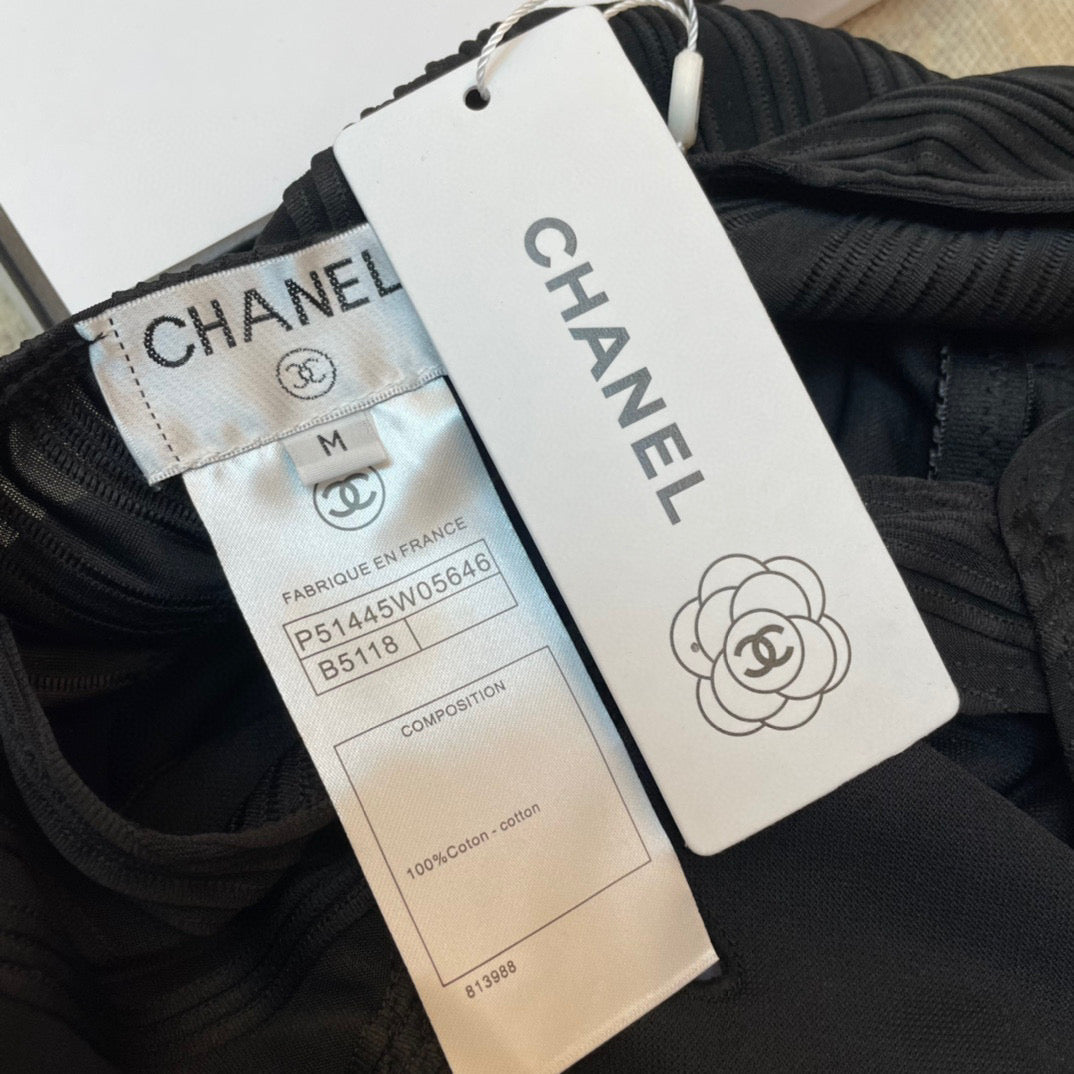 CHANEL
M
FABRIQUE EN FRANCE
P51445W05646
B5118
COMPOSITION
100%Coton - cotton
813988
CHANEL